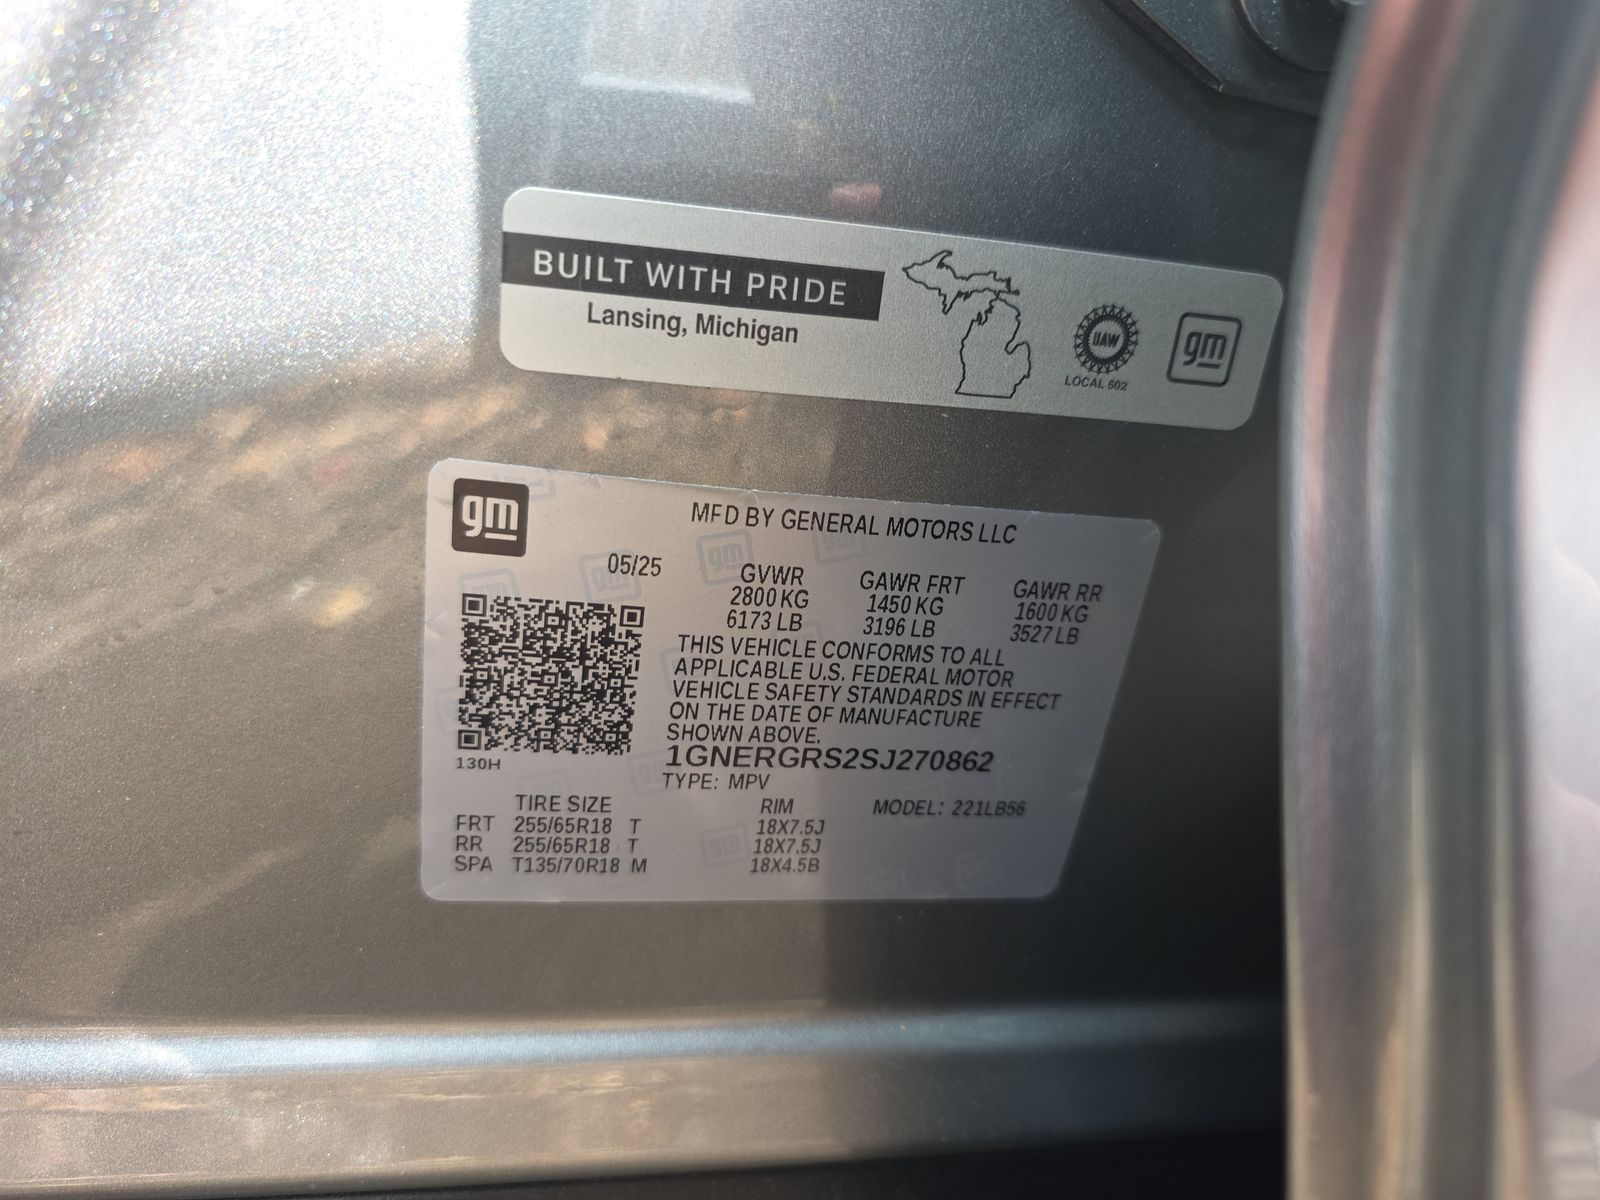 BUILT WITH PRIDE
Lansing, Michigan
UAW
LOCAL 602
gm
gm
MFD BY GENERAL MOTORS LLC
05/25
GVWR GAWR FRT GAWR RR
2800 KG 1450 KG 1600 KG
6173 LB 3196 LB 3527 LB
THIS VEHICLE CONFORMS TO ALL
APPLICABLE U.S. FEDERAL MOTOR
VEHICLE SAFETY STANDARDS IN EFFECT
ON THE DATE OF MANUFACTURE
SHOWN ABOVE.
1GNERGRS2SJ270862
130H
TYPE: MPV
TIRE SIZE RIM MODEL: 221LB56
FRT 255/65R18 T 18X7.5J
RR 255/65R18 T 18X7.5J
SPA T135/70R18 M 18X4.5B